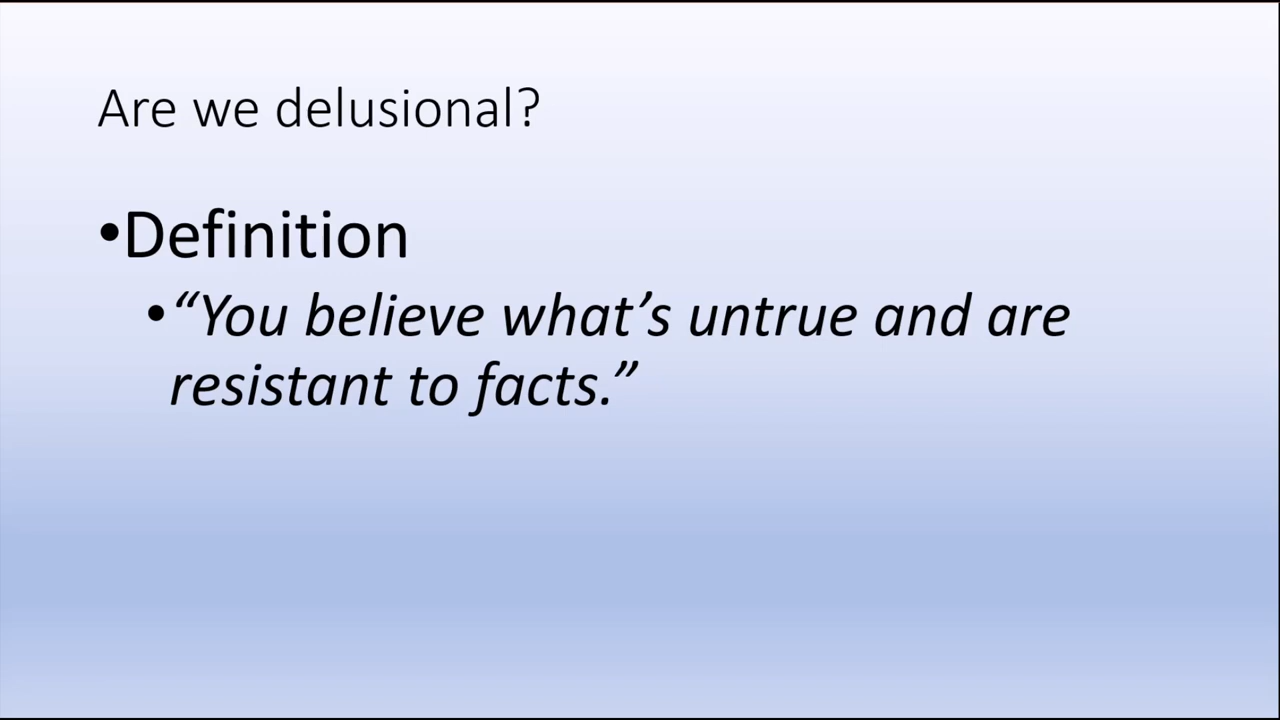 Are we delusional?
•Definition
•“You believe what’s untrue and are
resistant to facts.”